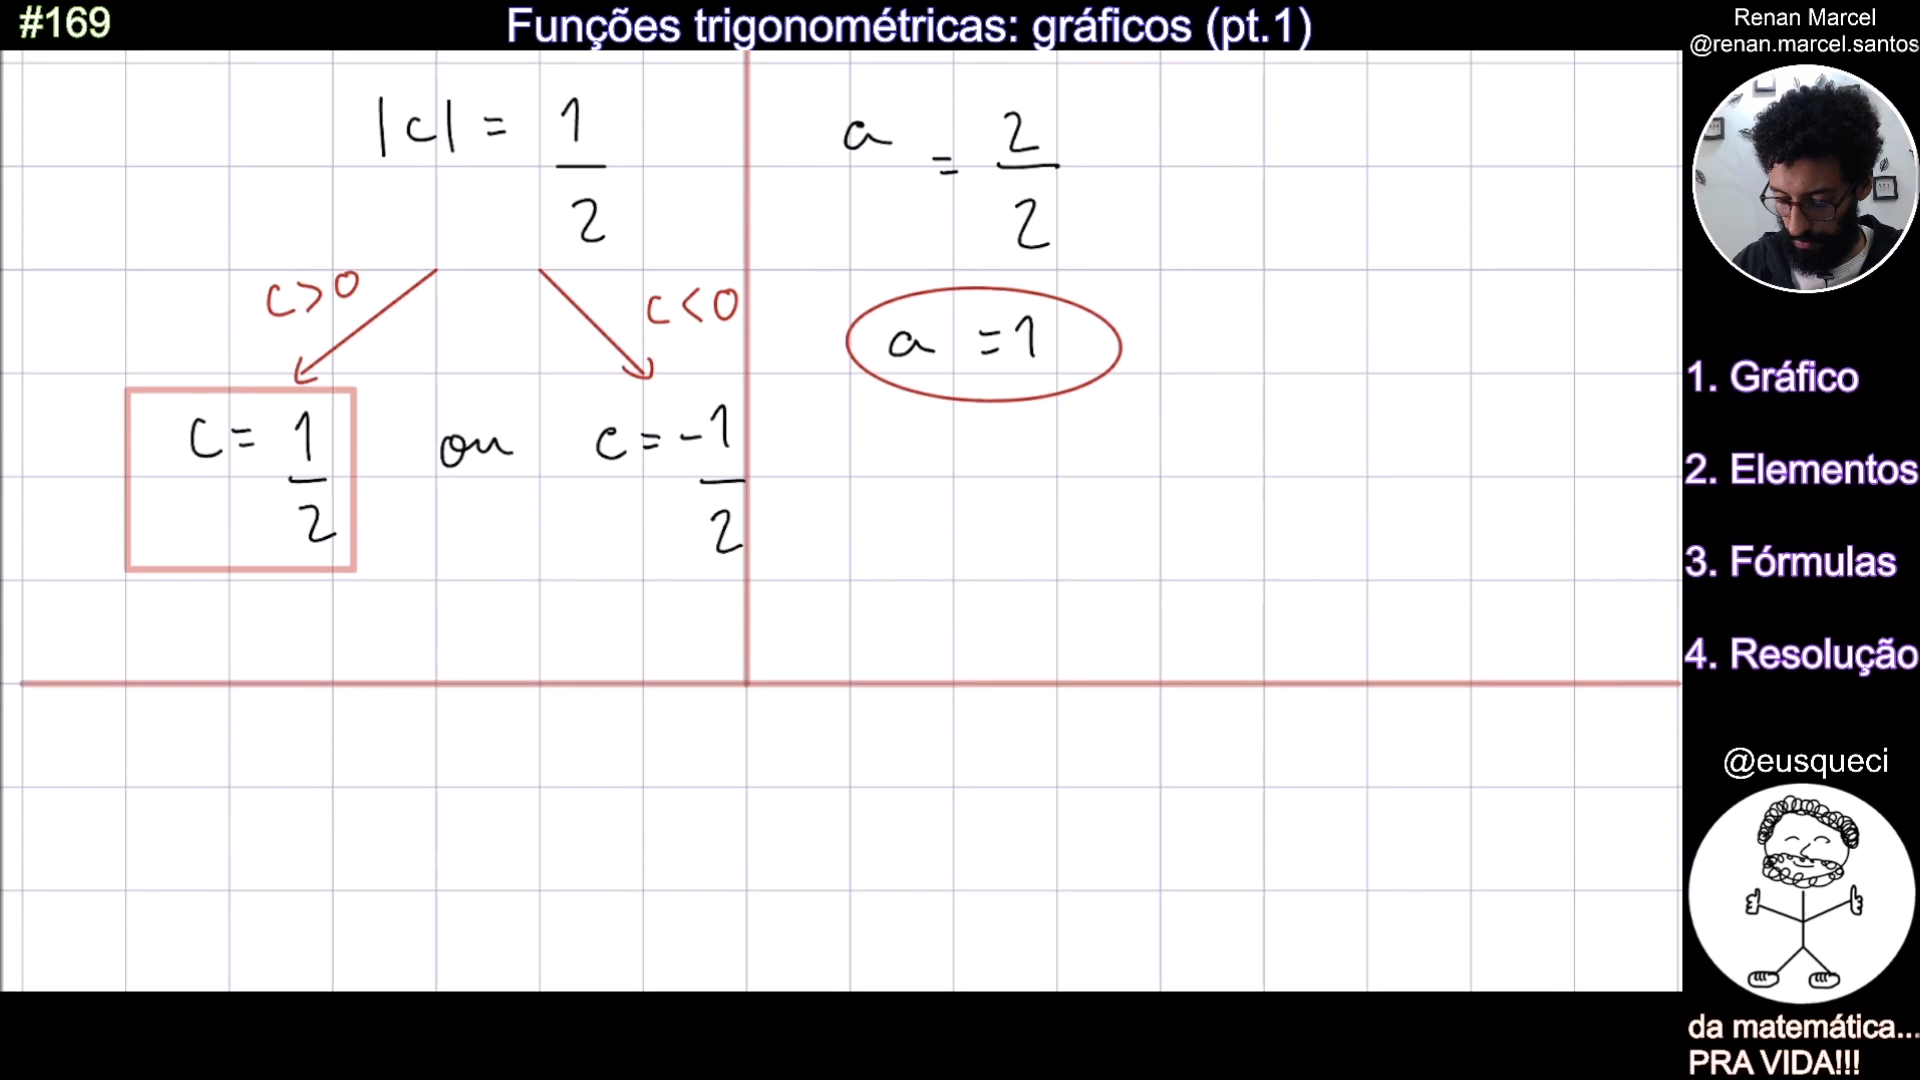 #169
Funções trigonométricas: gráficos (pt.1)
Renan Marcel
@renan.marcel.santos
|c| = 1/2
c>0
c<0
c = 1/2 ou c = -1/2
a = 2/2
a = 1
1. Gráfico
2. Elementos
3. Fórmulas
4. Resolução
@eusqueci
da matemática...
PRA VIDA!!!